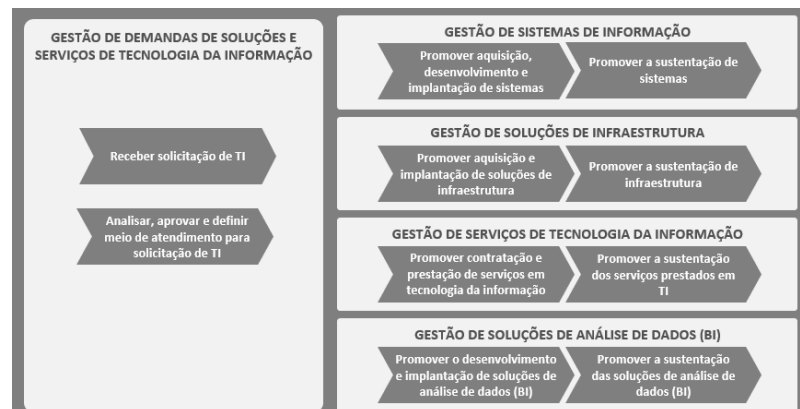 GESTÃO DE DEMANDAS DE SOLUÇÕES E
SERVIÇOS DE TECNOLOGIA DA INFORMAÇÃO
Receber solicitação de TI
Analisar, aprovar e definir
meio de atendimento para
solicitação de TI
GESTÃO DE SISTEMAS DE INFORMAÇÃO
Promover aquisição,
desenvolvimento e
implantação de sistemas
Promover a sustentação de
sistemas
GESTÃO DE SOLUÇÕES DE INFRAESTRUTURA
Promover aquisição e
implantação de soluções de
infraestrutura
Promover a sustentação de
infraestrutura
GESTÃO DE SERVIÇOS DE TECNOLOGIA DA INFORMAÇÃO
Promover contratação e
prestação de serviços em
tecnologia da informação
Promover a sustentação
dos serviços prestados em
TI
GESTÃO DE SOLUÇÕES DE ANÁLISE DE DADOS (BI)
Promover o desenvolvimento
e implantação de soluções de
análise de dados (BI)
Promover a sustentação
das soluções de análise de
dados (BI)